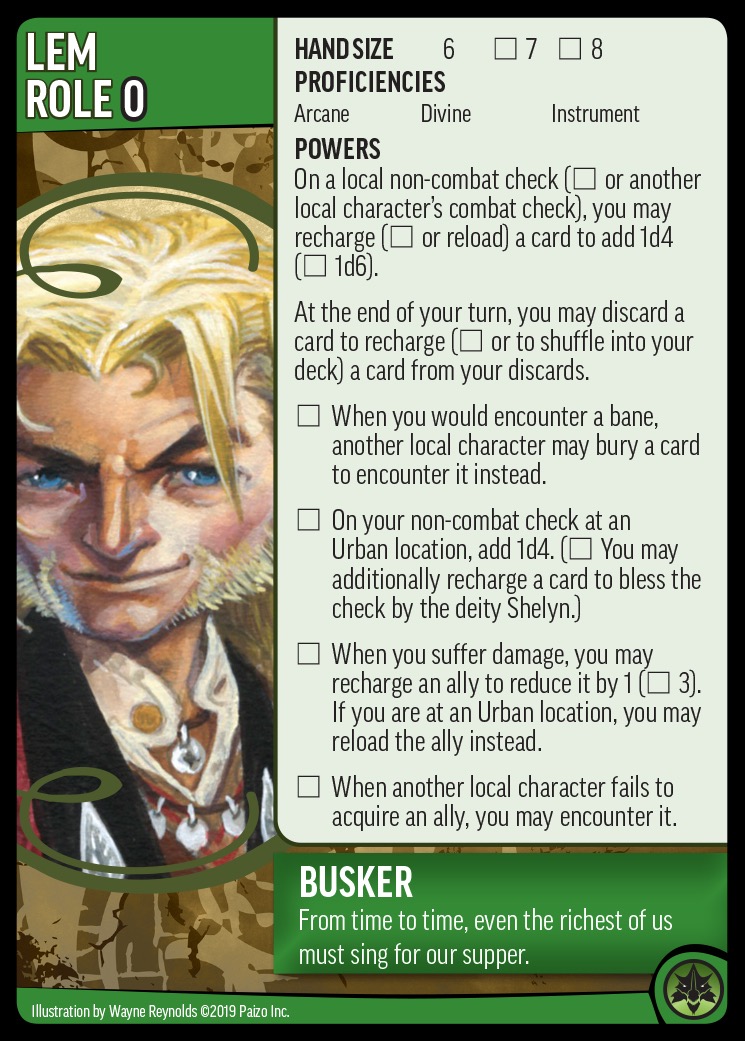 LEM
ROLE 0
HAND SIZE 6 ☐ 7 ☐ 8
PROFICIENCIES
Arcane Divine Instrument
POWERS
On a local non-combat check (☐ or another
local character’s combat check), you may
recharge (☐ or reload) a card to add 1d4
(☐ 1d6).
At the end of your turn, you may discard a
card to recharge (☐ or to shuffle into your
deck) a card from your discards.
☐ When you would encounter a bane,
another local character may bury a card
to encounter it instead.
☐ On your non-combat check at an
Urban location, add 1d4. (☐ You may
additionally recharge a card to bless the
check by the deity Shelyn.)
☐ When you suffer damage, you may
recharge an ally to reduce it by 1 (☐ 3).
If you are at an Urban location, you may
reload the ally instead.
☐ When another local character fails to
acquire an ally, you may encounter it.
BUSKER
From time to time, even the richest of us
must sing for our supper.
Illustration by Wayne Reynolds ©2019 Paizo Inc.